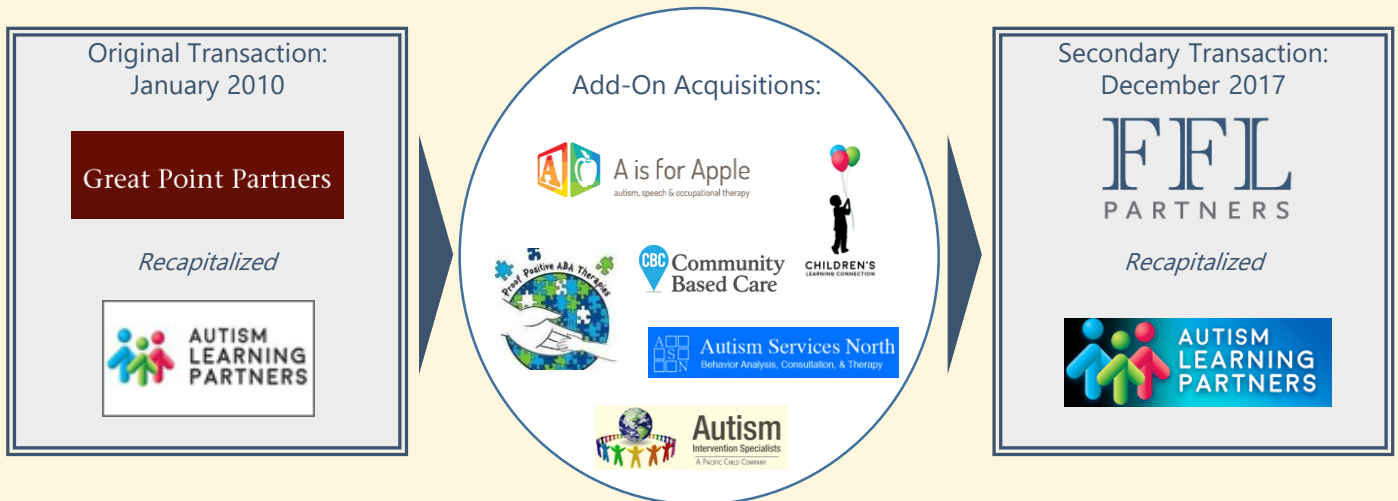 Original Transaction:
January 2010
Great Point Partners
Recapitalized
AUTISM
LEARNING
PARTNERS
Add-On Acquisitions:
A
A is for Apple
autism, speech & occupational therapy
CHILDREN'S
LEARNING CONNECTION
Proof Positive ABA Therapies
CBC
Community
Based Care
A S N
Autism Services North
Behavior Analysis, Consultation, & Therapy
Autism
Intervention Specialists
A PACIFIC CHILD COMPANY
Secondary Transaction:
December 2017
FFL
PARTNERS
Recapitalized
AUTISM
LEARNING
PARTNERS